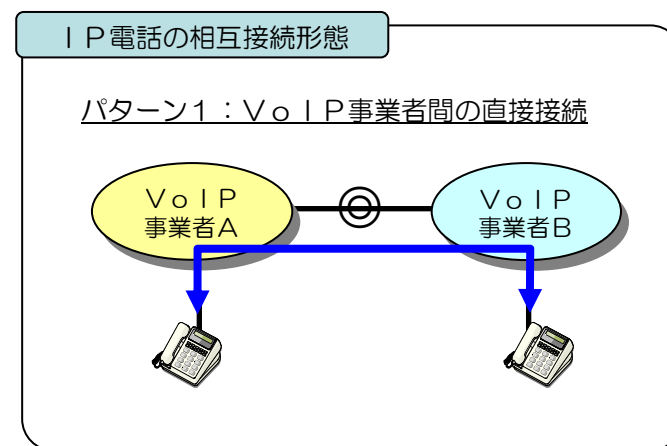 ＩＰ電話の相互接続形態
パターン１：ＶｏＩＰ事業者間の直接接続
ＶｏＩＰ
事業者Ａ
ＶｏＩＰ
事業者Ｂ